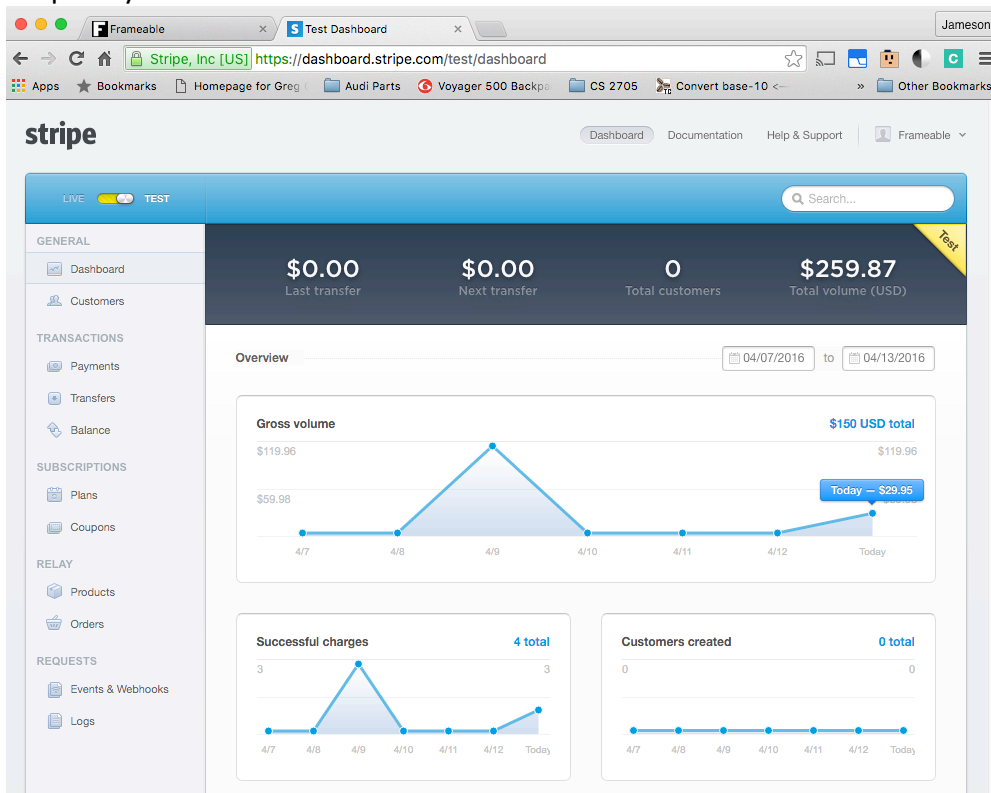 Frameable
Test Dashboard
Jameson
Stripe, Inc [US] https://dashboard.stripe.com/test/dashboard
Apps Bookmarks Homepage for Greg Audi Parts Voyager 500 Backpa CS 2705 Convert base-10 <— » Other Bookmarks
stripe
Dashboard Documentation Help & Support Frameable
LIVE TEST
Search...
GENERAL
Dashboard
Customers
TRANSACTIONS
Payments
Transfers
Balance
SUBSCRIPTIONS
Plans
Coupons
RELAY
Products
Orders
REQUESTS
Events & Webhooks
Logs
Test
$0.00 $0.00 0 $259.87
Last transfer Next transfer Total customers Total volume (USD)
Overview 04/07/2016 to 04/13/2016
Gross volume $150 USD total
$119.96 $119.96
Today — $29.95
$59.98
4/7 4/8 4/9 4/10 4/11 4/12 Today
Successful charges 4 total
3 3
4/7 4/8 4/9 4/10 4/11 4/12 Today
Customers created 0 total
0 0
4/7 4/8 4/9 4/10 4/11 4/12 Today